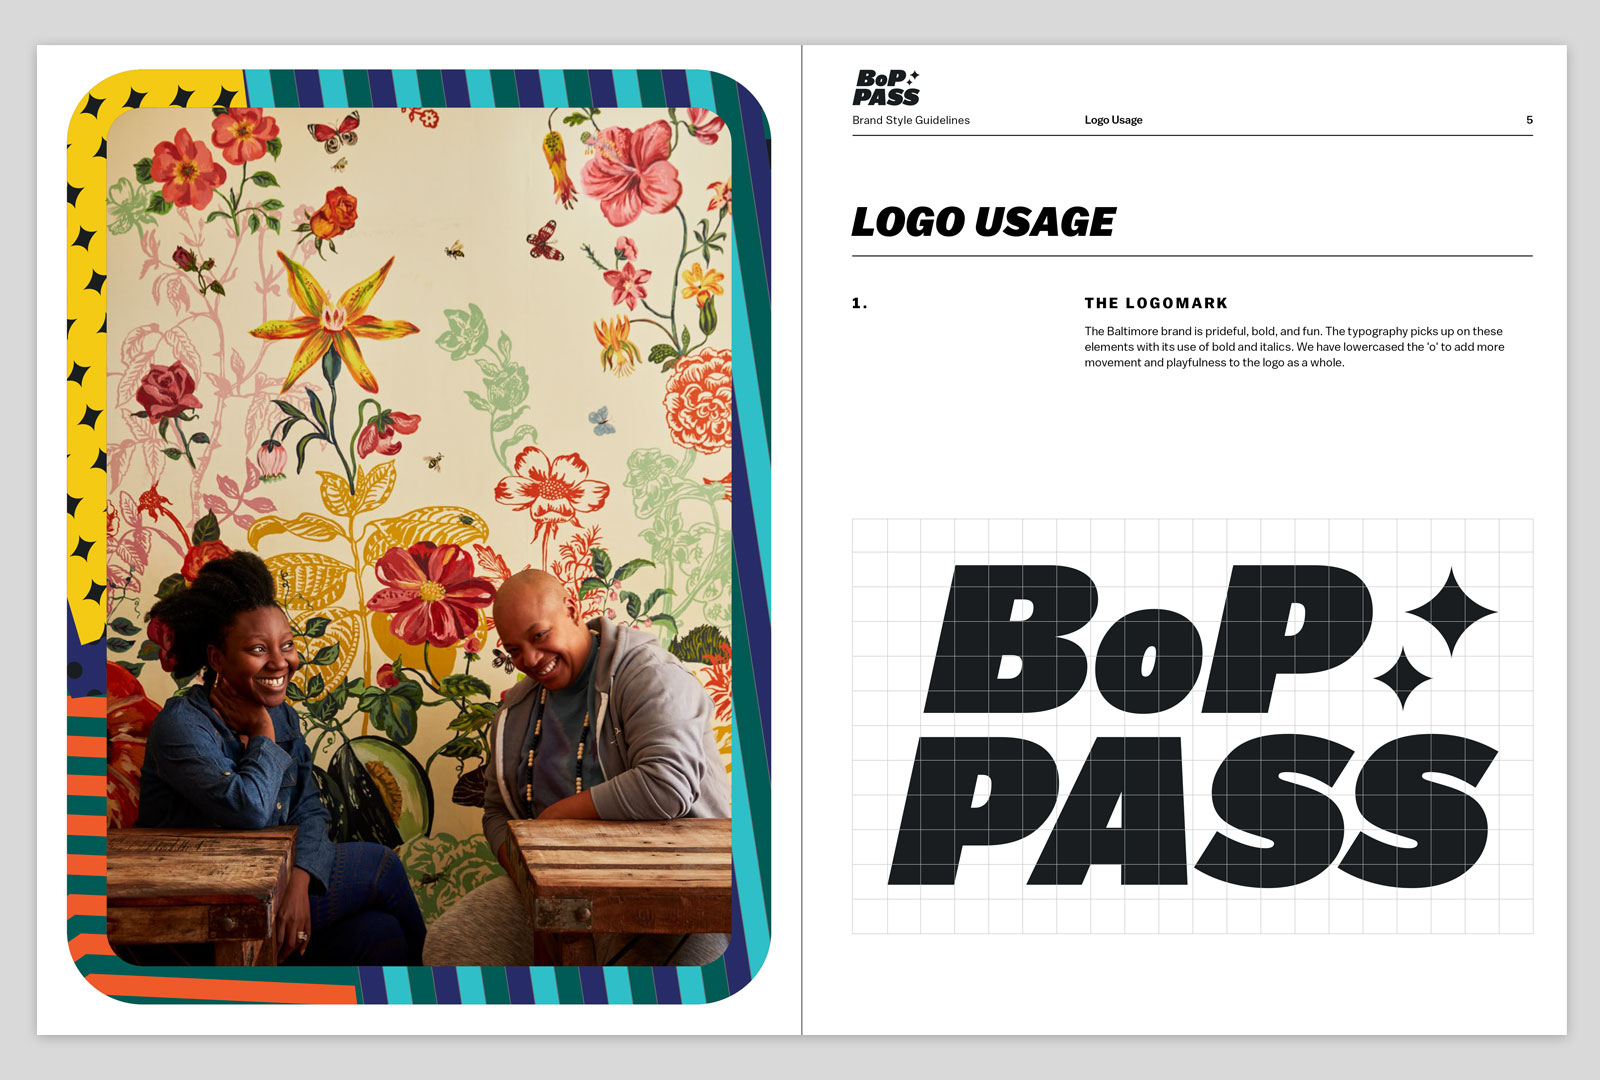 BoP
PASS
Brand Style Guidelines
Logo Usage
5
LOGO USAGE
1.
THE LOGOMARK
The Baltimore brand is prideful, bold, and fun. The typography picks up on these
elements with its use of bold and italics. We have lowercased the 'o' to add more
movement and playfulness to the logo as a whole.
BoP
PASS